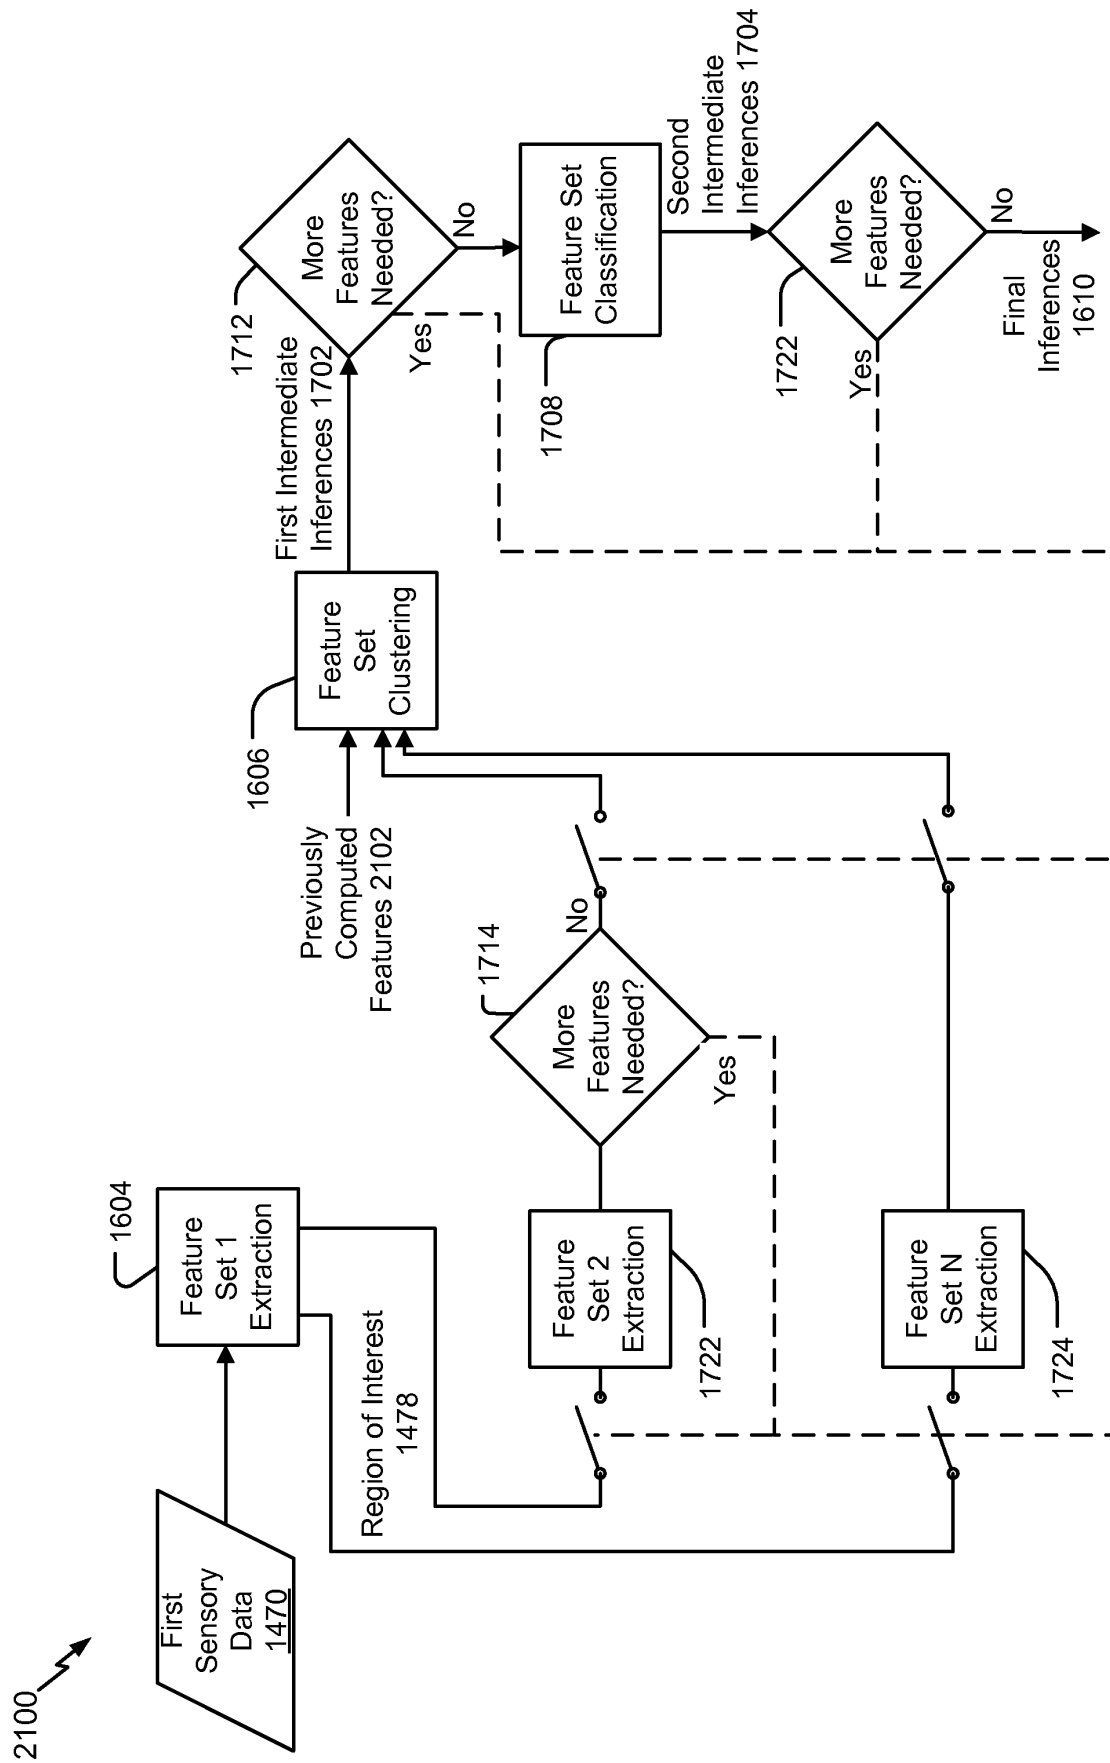 2100
First
Sensory
Data
1470
1604
Feature
Set 1
Extraction
Region of Interest
1478
Feature
Set 2
Extraction
1722
Feature
Set N
Extraction
1724
1714
More
Features
Needed?
No
Yes
Previously
Computed
Features 2102
1606
Feature
Set
Clustering
First Intermediate
Inferences 1702
1712
More
Features
Needed?
Yes
No
1708
Feature Set
Classification
Second
Intermediate
Inferences 1704
1722
More
Features
Needed?
Yes
No
Final
Inferences
1610